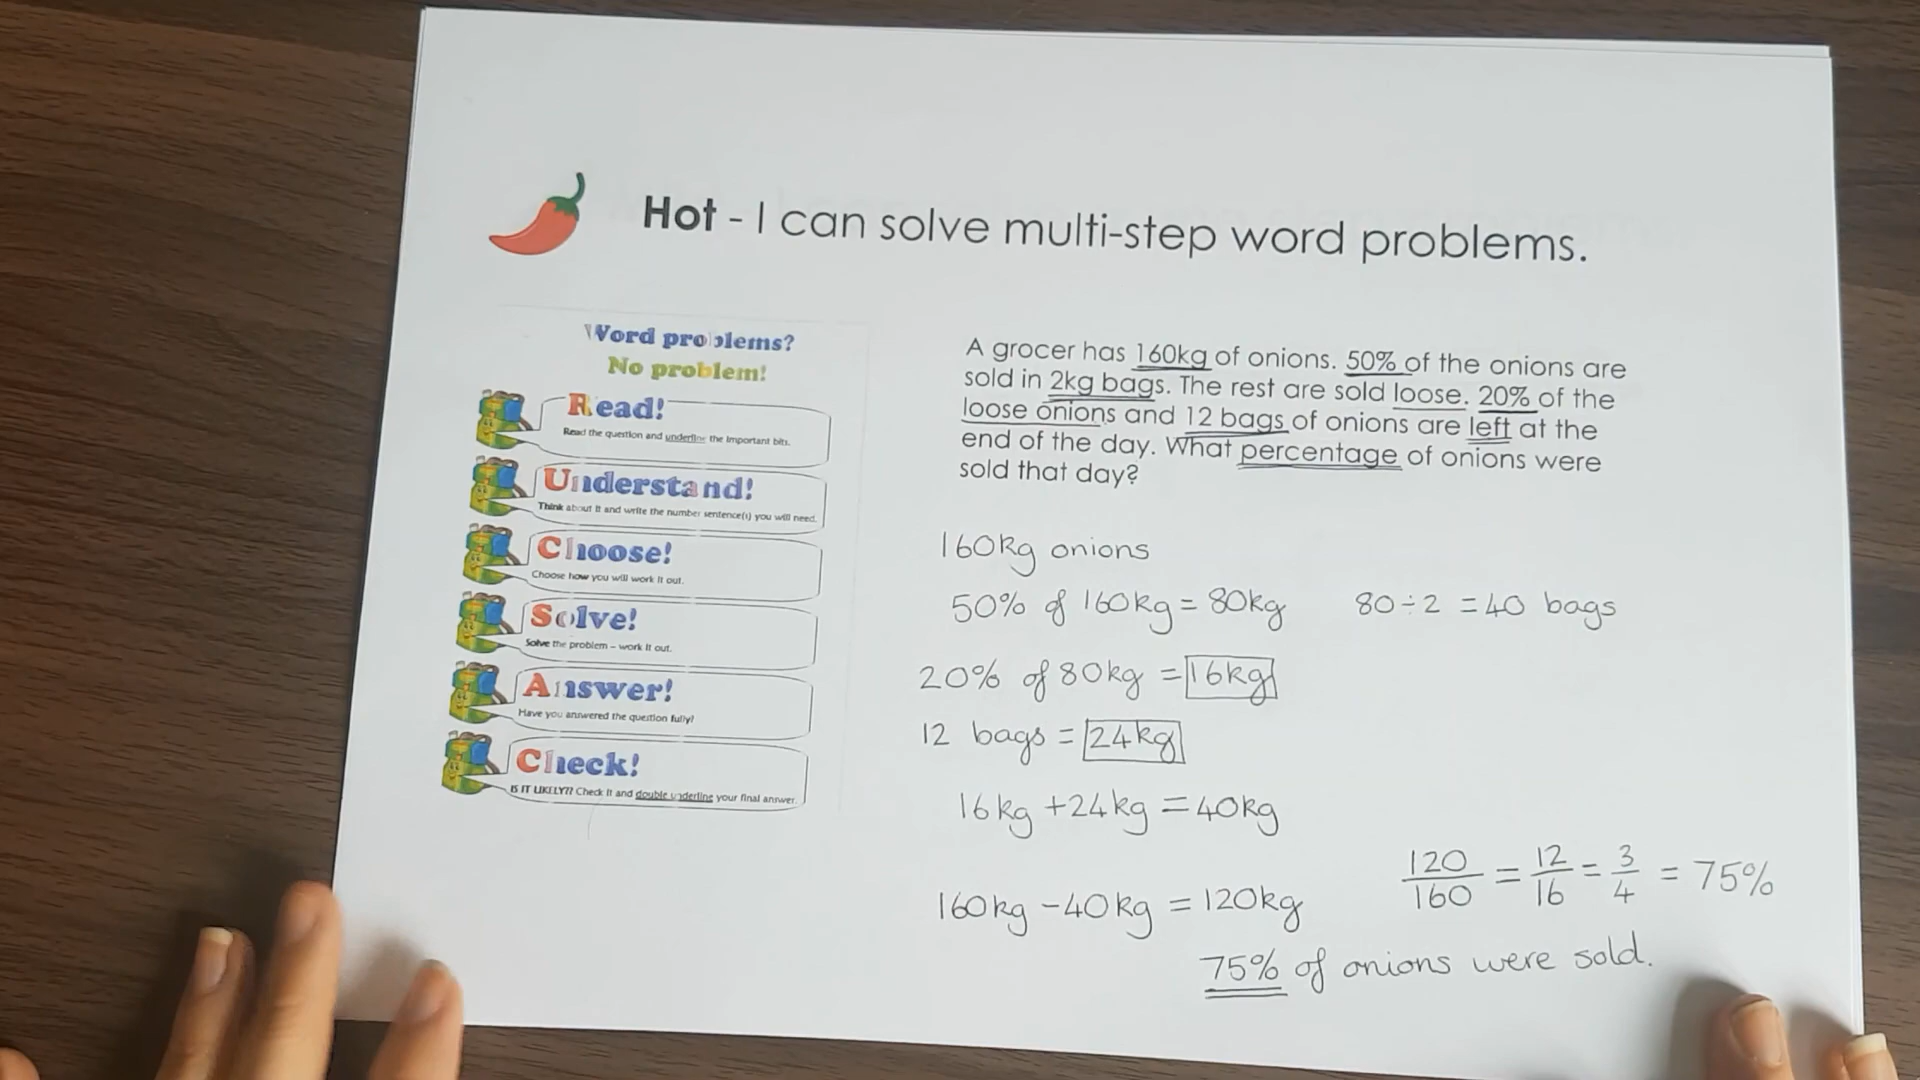 Hot - I can solve multi-step word problems.
Word problems?
No problem!
Read!
Read the question and underline the important bits.
Understand!
Think about it and write the number sentence(s) you will need.
Choose!
Choose how you will work it out.
Solve!
Solve the problem – work it out.
Answer!
Have you answered the question fully?
Check!
IS IT LIKELY?? Check it and double underline your final answer.
A grocer has 160kg of onions. 50% of the onions are
sold in 2kg bags. The rest are sold loose. 20% of the
loose onions and 12 bags of onions are left at the
end of the day. What percentage of onions were
sold that day?
160kg onions
50% of 160kg = 80kg 80÷2 = 40 bags
20% of 80kg = 16kg
12 bags = 24kg
16kg + 24kg = 40kg
160kg - 40kg = 120kg
120/160 = 12/16 = 3/4 = 75%
75% of onions were sold.